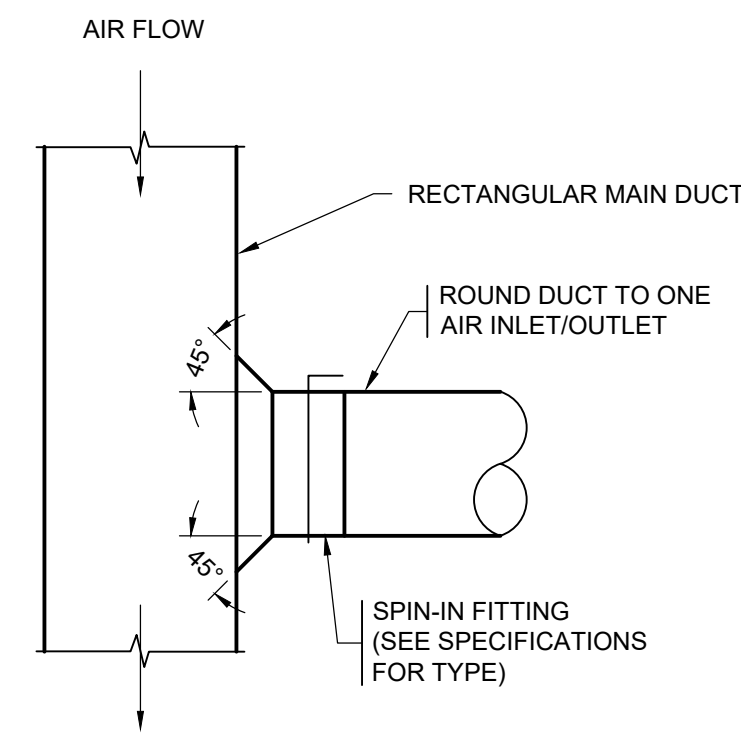 AIR FLOW
RECTANGULAR MAIN DUCT
ROUND DUCT TO ONE
AIR INLET/OUTLET
45°
45°
SPIN-IN FITTING
(SEE SPECIFICATIONS
FOR TYPE)